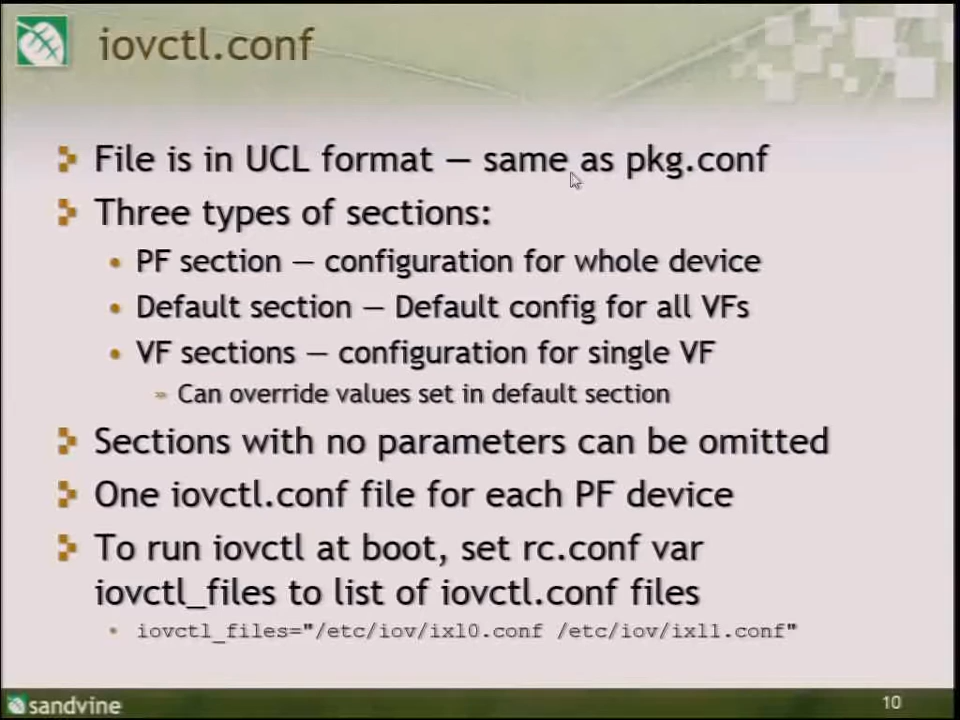 iovctl.conf
File is in UCL format — same as pkg.conf
Three types of sections:
PF section — configuration for whole device
Default section — Default config for all VFs
VF sections — configuration for single VF
Can override values set in default section
Sections with no parameters can be omitted
One iovctl.conf file for each PF device
To run iovctl at boot, set rc.conf var
iovctl_files to list of iovctl.conf files
iovctl_files="/etc/iov/ixl0.conf /etc/iov/ixl1.conf"
sandvine
10